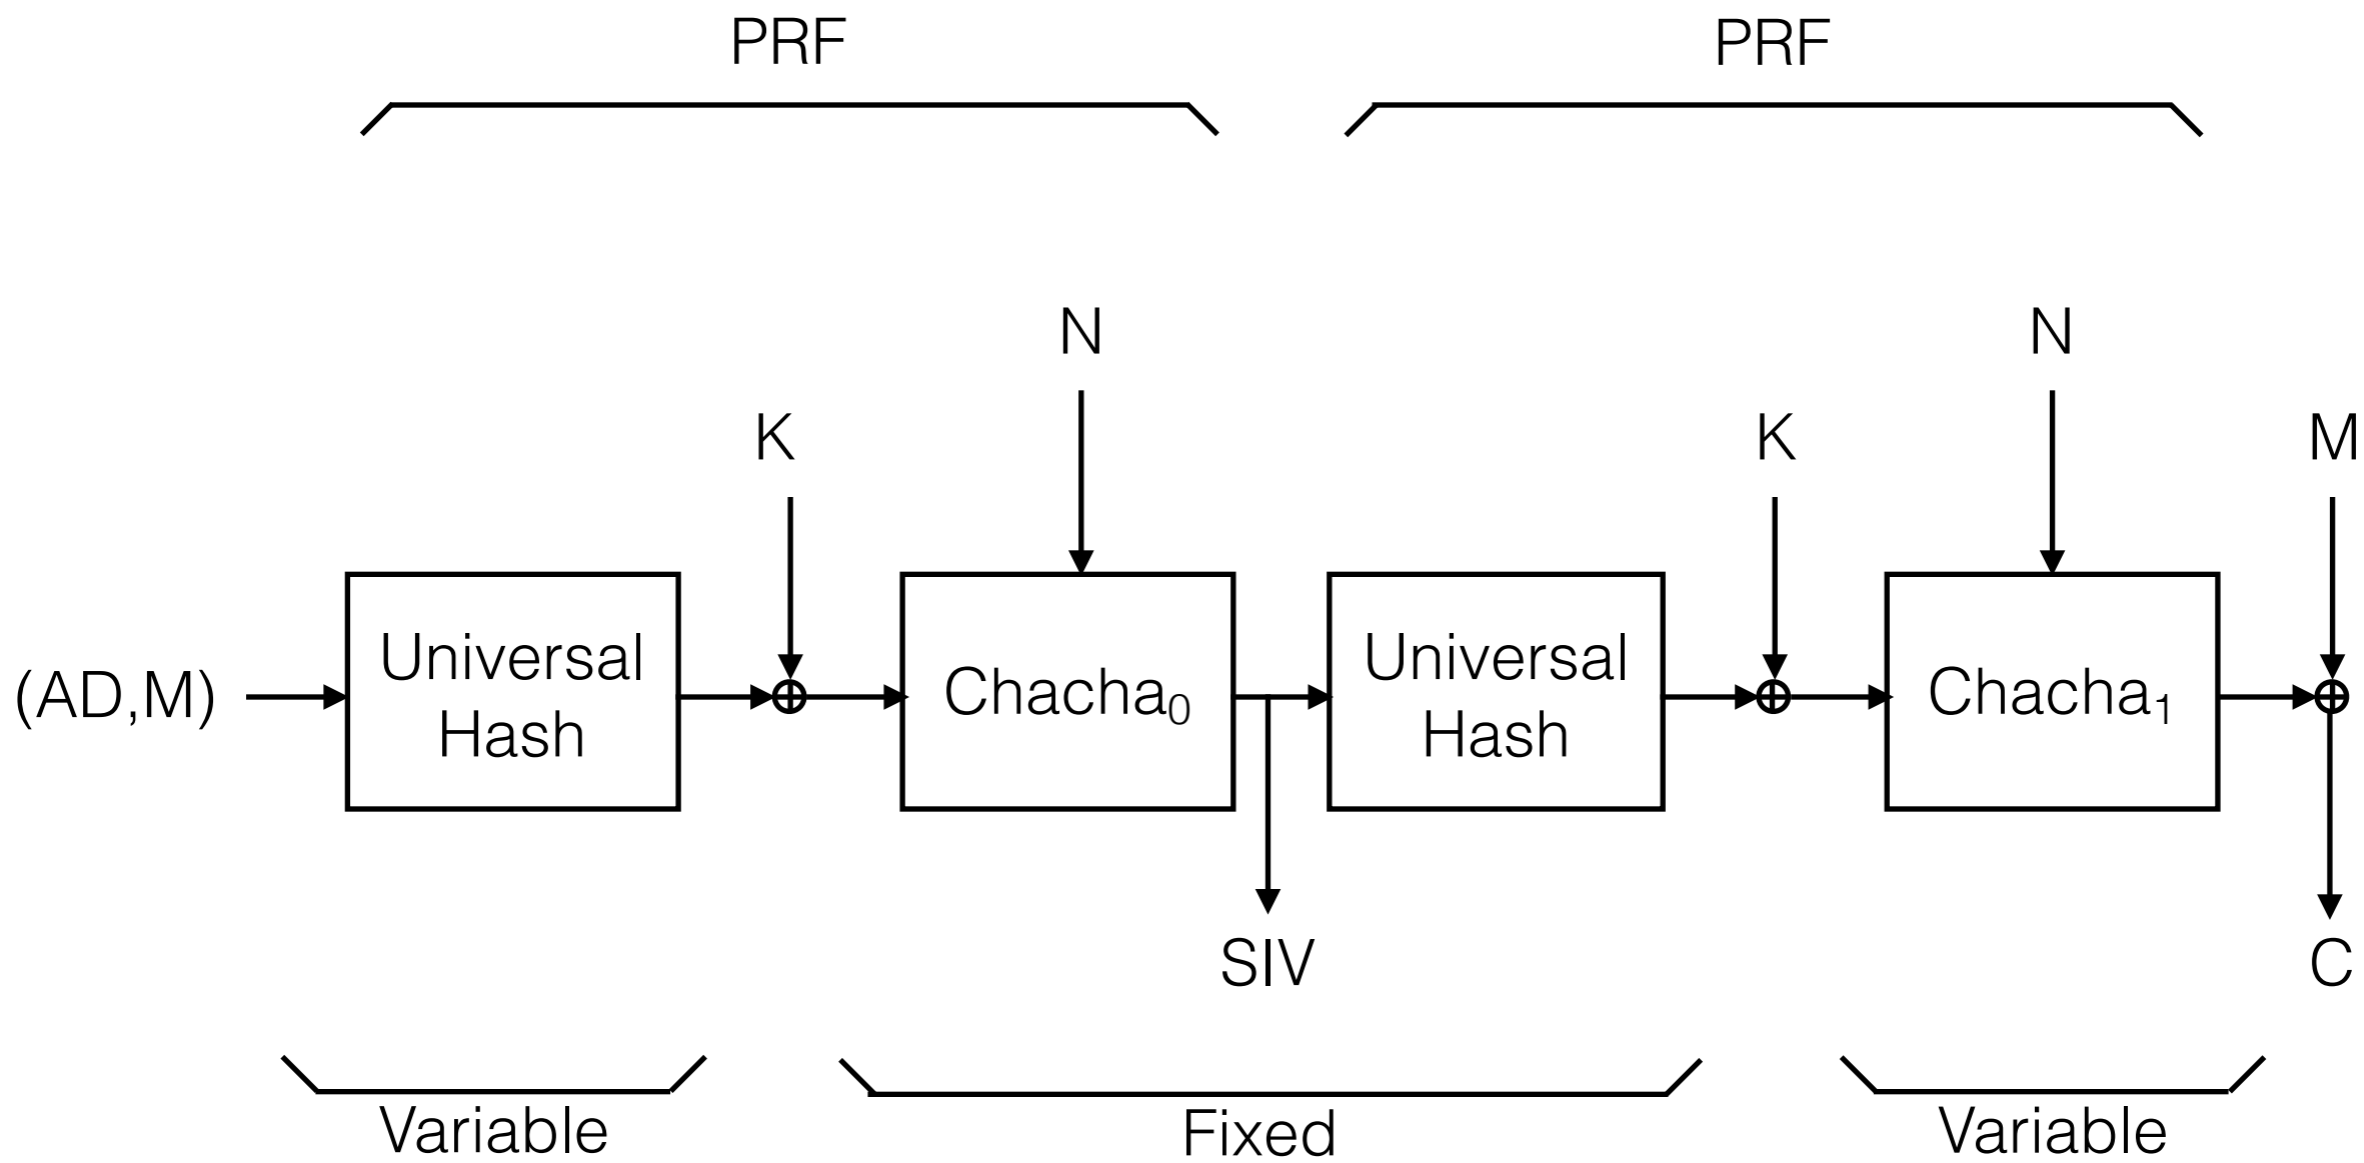 PRF
PRF
N
N
K
K
M
(AD,M)
Universal
Hash
Chacha₀
Universal
Hash
Chacha₁
SIV
C
Variable
Fixed
Variable